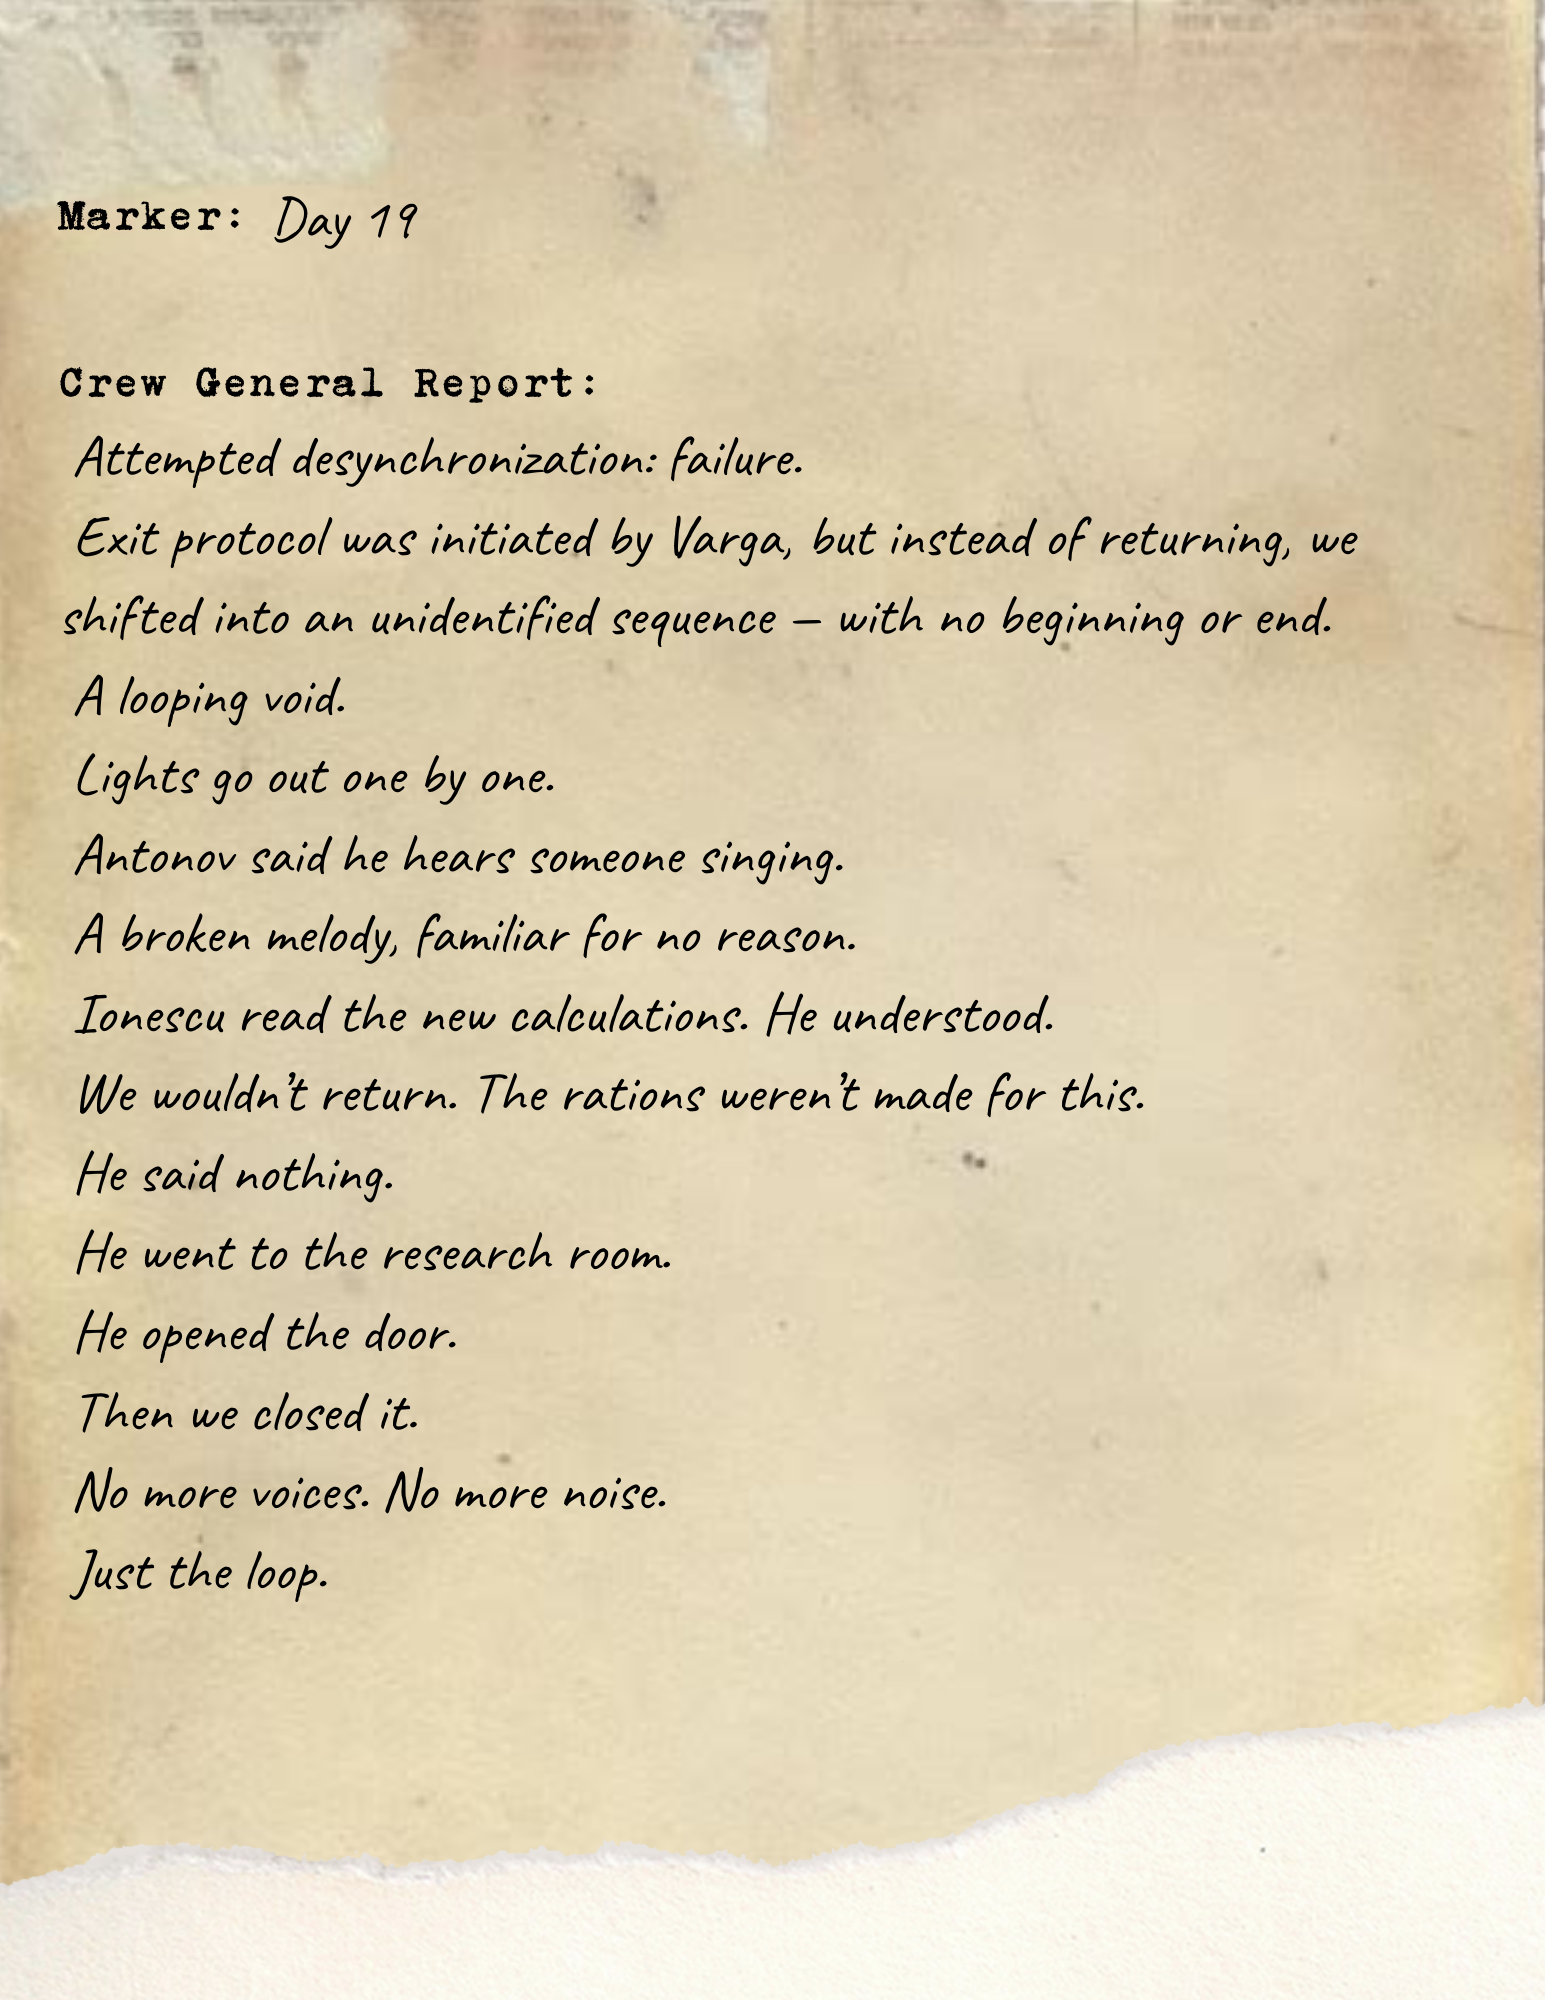 Marker: Day 19
Crew General Report:
Attempted desynchronization: failure.
Exit protocol was initiated by Varga, but instead of returning, we
shifted into an unidentified sequence — with no beginning or end.
A looping void.
Lights go out one by one.
Antonov said he hears someone singing.
A broken melody, familiar for no reason.
Ionescu read the new calculations. He understood.
We wouldn't return. The rations weren't made for this.
He said nothing.
He went to the research room.
He opened the door.
Then we closed it.
No more voices. No more noise.
Just the loop.